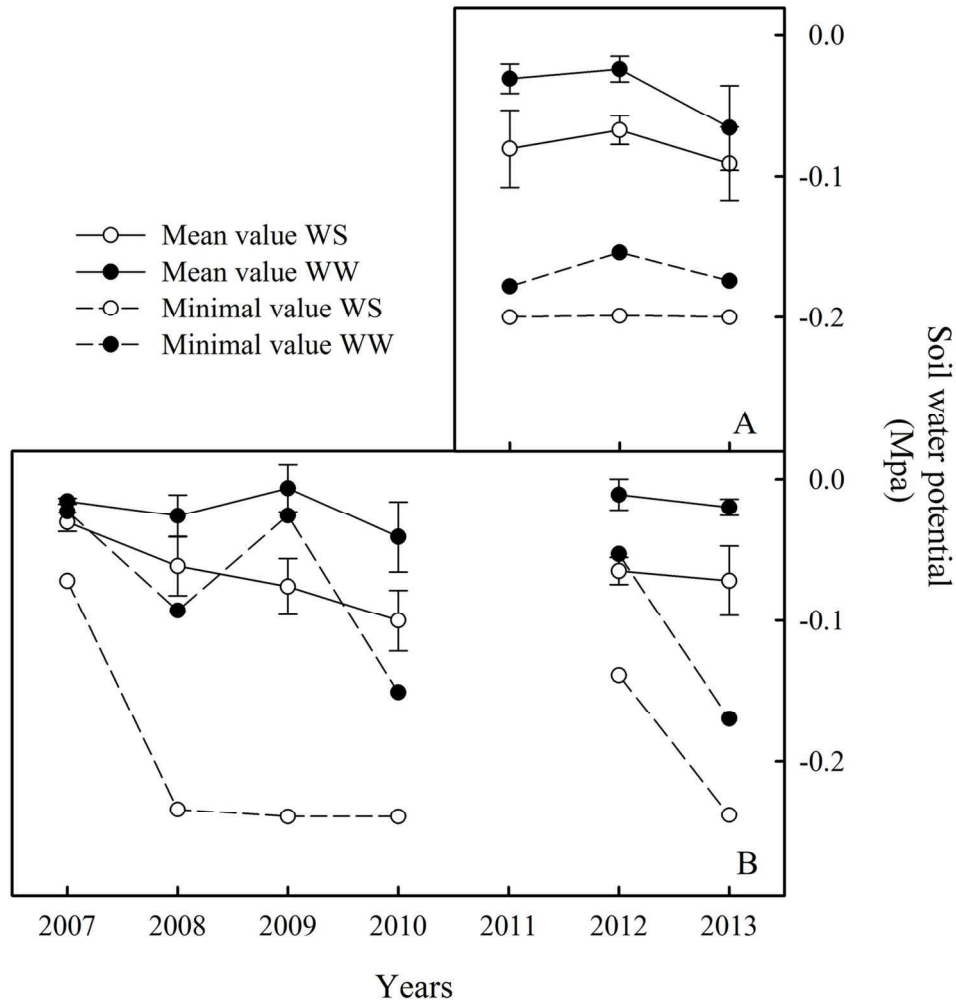 0.0
-0.1
-0.2
A
Mean value WS
Mean value WW
Minimal value WS
Minimal value WW
Soil water potential
(Mpa)
0.0
-0.1
-0.2
B
2007 2008 2009 2010 2011 2012 2013
Years